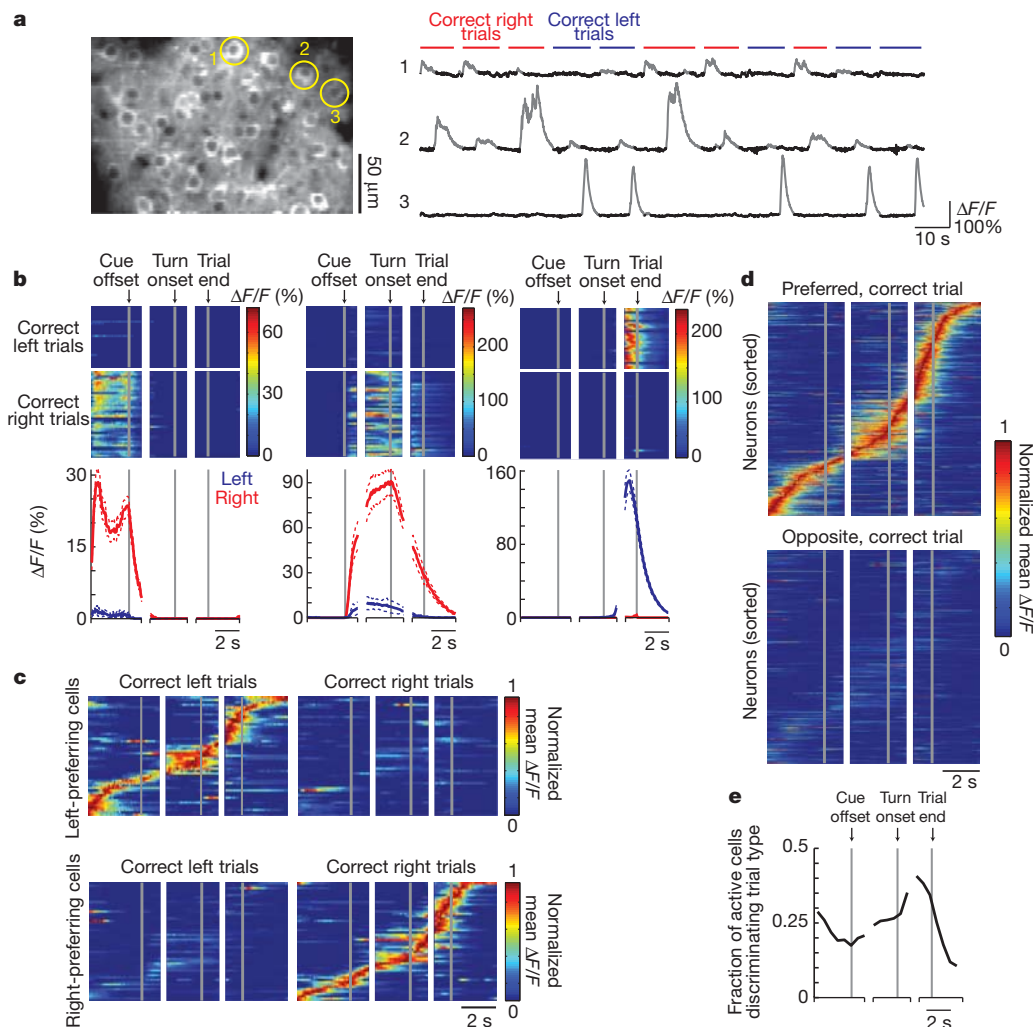 a
Correct right trials
Correct left trials
1
2
3
50 µm
1
2
3
ΔF/F
100%
10 s
b
Cue offset
Turn onset
Trial end
ΔF/F (%)
Correct left trials
Correct right trials
60
40
20
0
Cue offset
Turn onset
Trial end
ΔF/F (%)
200
100
0
Cue offset
Turn onset
Trial end
ΔF/F (%)
200
100
0
ΔF/F (%)
30
15
0
Left
Right
2 s
90
60
30
0
2 s
160
120
80
40
0
2 s
c
Left-preferring cells
Correct left trials
Correct right trials
1
0
Normalized mean ΔF/F
Right-preferring cells
Correct left trials
Correct right trials
1
0
Normalized mean ΔF/F
2 s
d
Preferred, correct trial
Neurons (sorted)
Opposite, correct trial
Neurons (sorted)
1
0
Normalized mean ΔF/F
2 s
e
Cue offset
Turn onset
Trial end
Fraction of active cells discriminating trial type
0.5
0.25
0
2 s